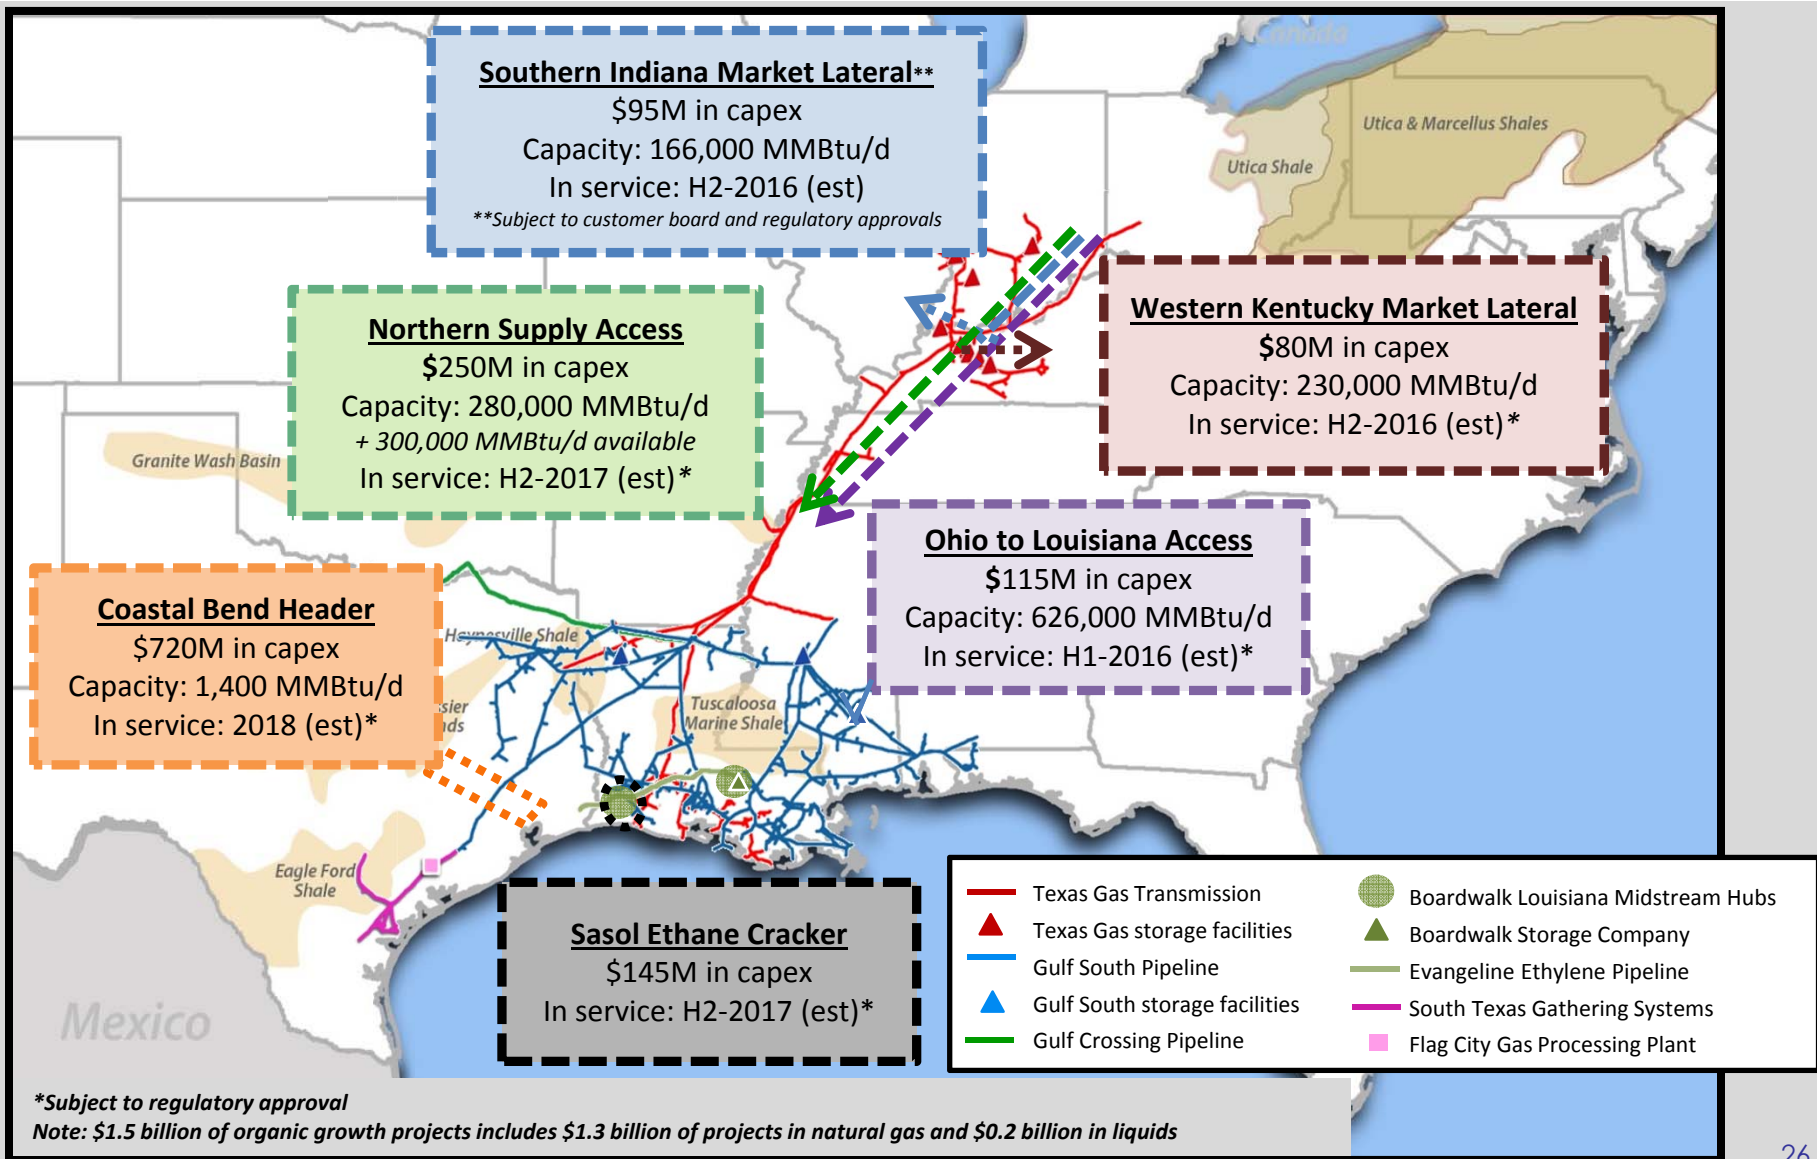 Canada
Southern Indiana Market Lateral**
$95M in capex
Capacity: 166,000 MMBtu/d
In service: H2-2016 (est)
**Subject to customer board and regulatory approvals
Utica & Marcellus Shales
Utica Shale
Northern Supply Access
$250M in capex
Capacity: 280,000 MMBtu/d
+ 300,000 MMBtu/d available
In service: H2-2017 (est)*
Western Kentucky Market Lateral
$80M in capex
Capacity: 230,000 MMBtu/d
In service: H2-2016 (est)*
Granite Wash Basin
Ohio to Louisiana Access
$115M in capex
Capacity: 626,000 MMBtu/d
In service: H1-2016 (est)*
Coastal Bend Header
$720M in capex
Capacity: 1,400 MMBtu/d
In service: 2018 (est)*
Haynesville Shale
sier
nds
Tuscaloosa
Marine Shale
Eagle Ford
Shale
Sasol Ethane Cracker
$145M in capex
In service: H2-2017 (est)*
Mexico
Texas Gas Transmission
Texas Gas storage facilities
Gulf South Pipeline
Gulf South storage facilities
Gulf Crossing Pipeline
Boardwalk Louisiana Midstream Hubs
Boardwalk Storage Company
Evangeline Ethylene Pipeline
South Texas Gathering Systems
Flag City Gas Processing Plant
*Subject to regulatory approval
Note: $1.5 billion of organic growth projects includes $1.3 billion of projects in natural gas and $0.2 billion in liquids
26